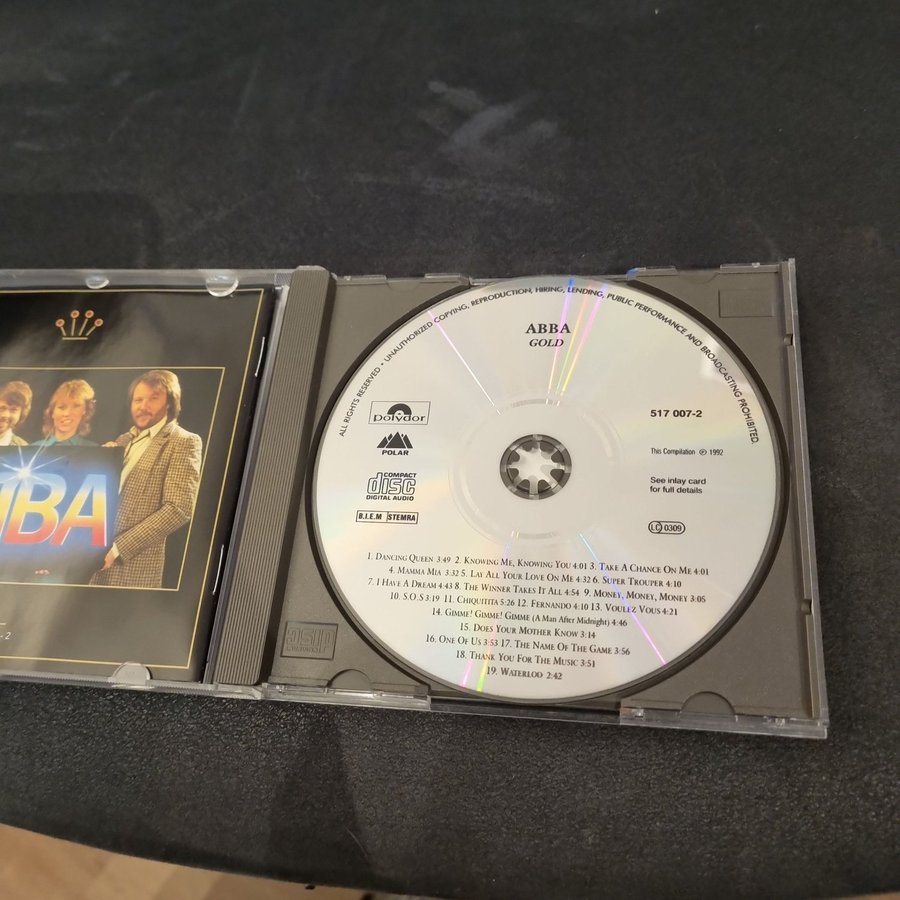 BBA
- 2
ALL RIGHTS RESERVED • UNAUTHORIZED COPYING, REPRODUCTION, HIRING, LENDING, PUBLIC PERFORMANCE AND BROADCASTING PROHIBITED.
ABBA
GOLD
polydor
POLAR
COMPACT
disc
DIGITAL AUDIO
B.I.E.M STEMRA
517 007-2
This Compilation ℗ 1992
See inlay card
for full details
LC 0309
1. DANCING QUEEN 3:49 2. KNOWING ME, KNOWING YOU 4:01 3. TAKE A CHANCE ON ME 4:01
4. MAMMA MIA 3:32 5. LAY ALL YOUR LOVE ON ME 4:32 6. SUPER TROUPER 4:10
7. I HAVE A DREAM 4:43 8. THE WINNER TAKES IT ALL 4:54 9. MONEY, MONEY, MONEY 3:05
10. S.O.S 3:19 11. CHIQUITITA 5:26 12. FERNANDO 4:10 13. VOULEZ VOUS 4:21
14. GIMME! GIMME! GIMME (A MAN AFTER MIDNIGHT) 4:46
15. DOES YOUR MOTHER KNOW 3:14
16. ONE OF US 3:53 17. THE NAME OF THE GAME 3:56
18. THANK YOU FOR THE MUSIC 3:51
19. WATERLOO 2:42
disc